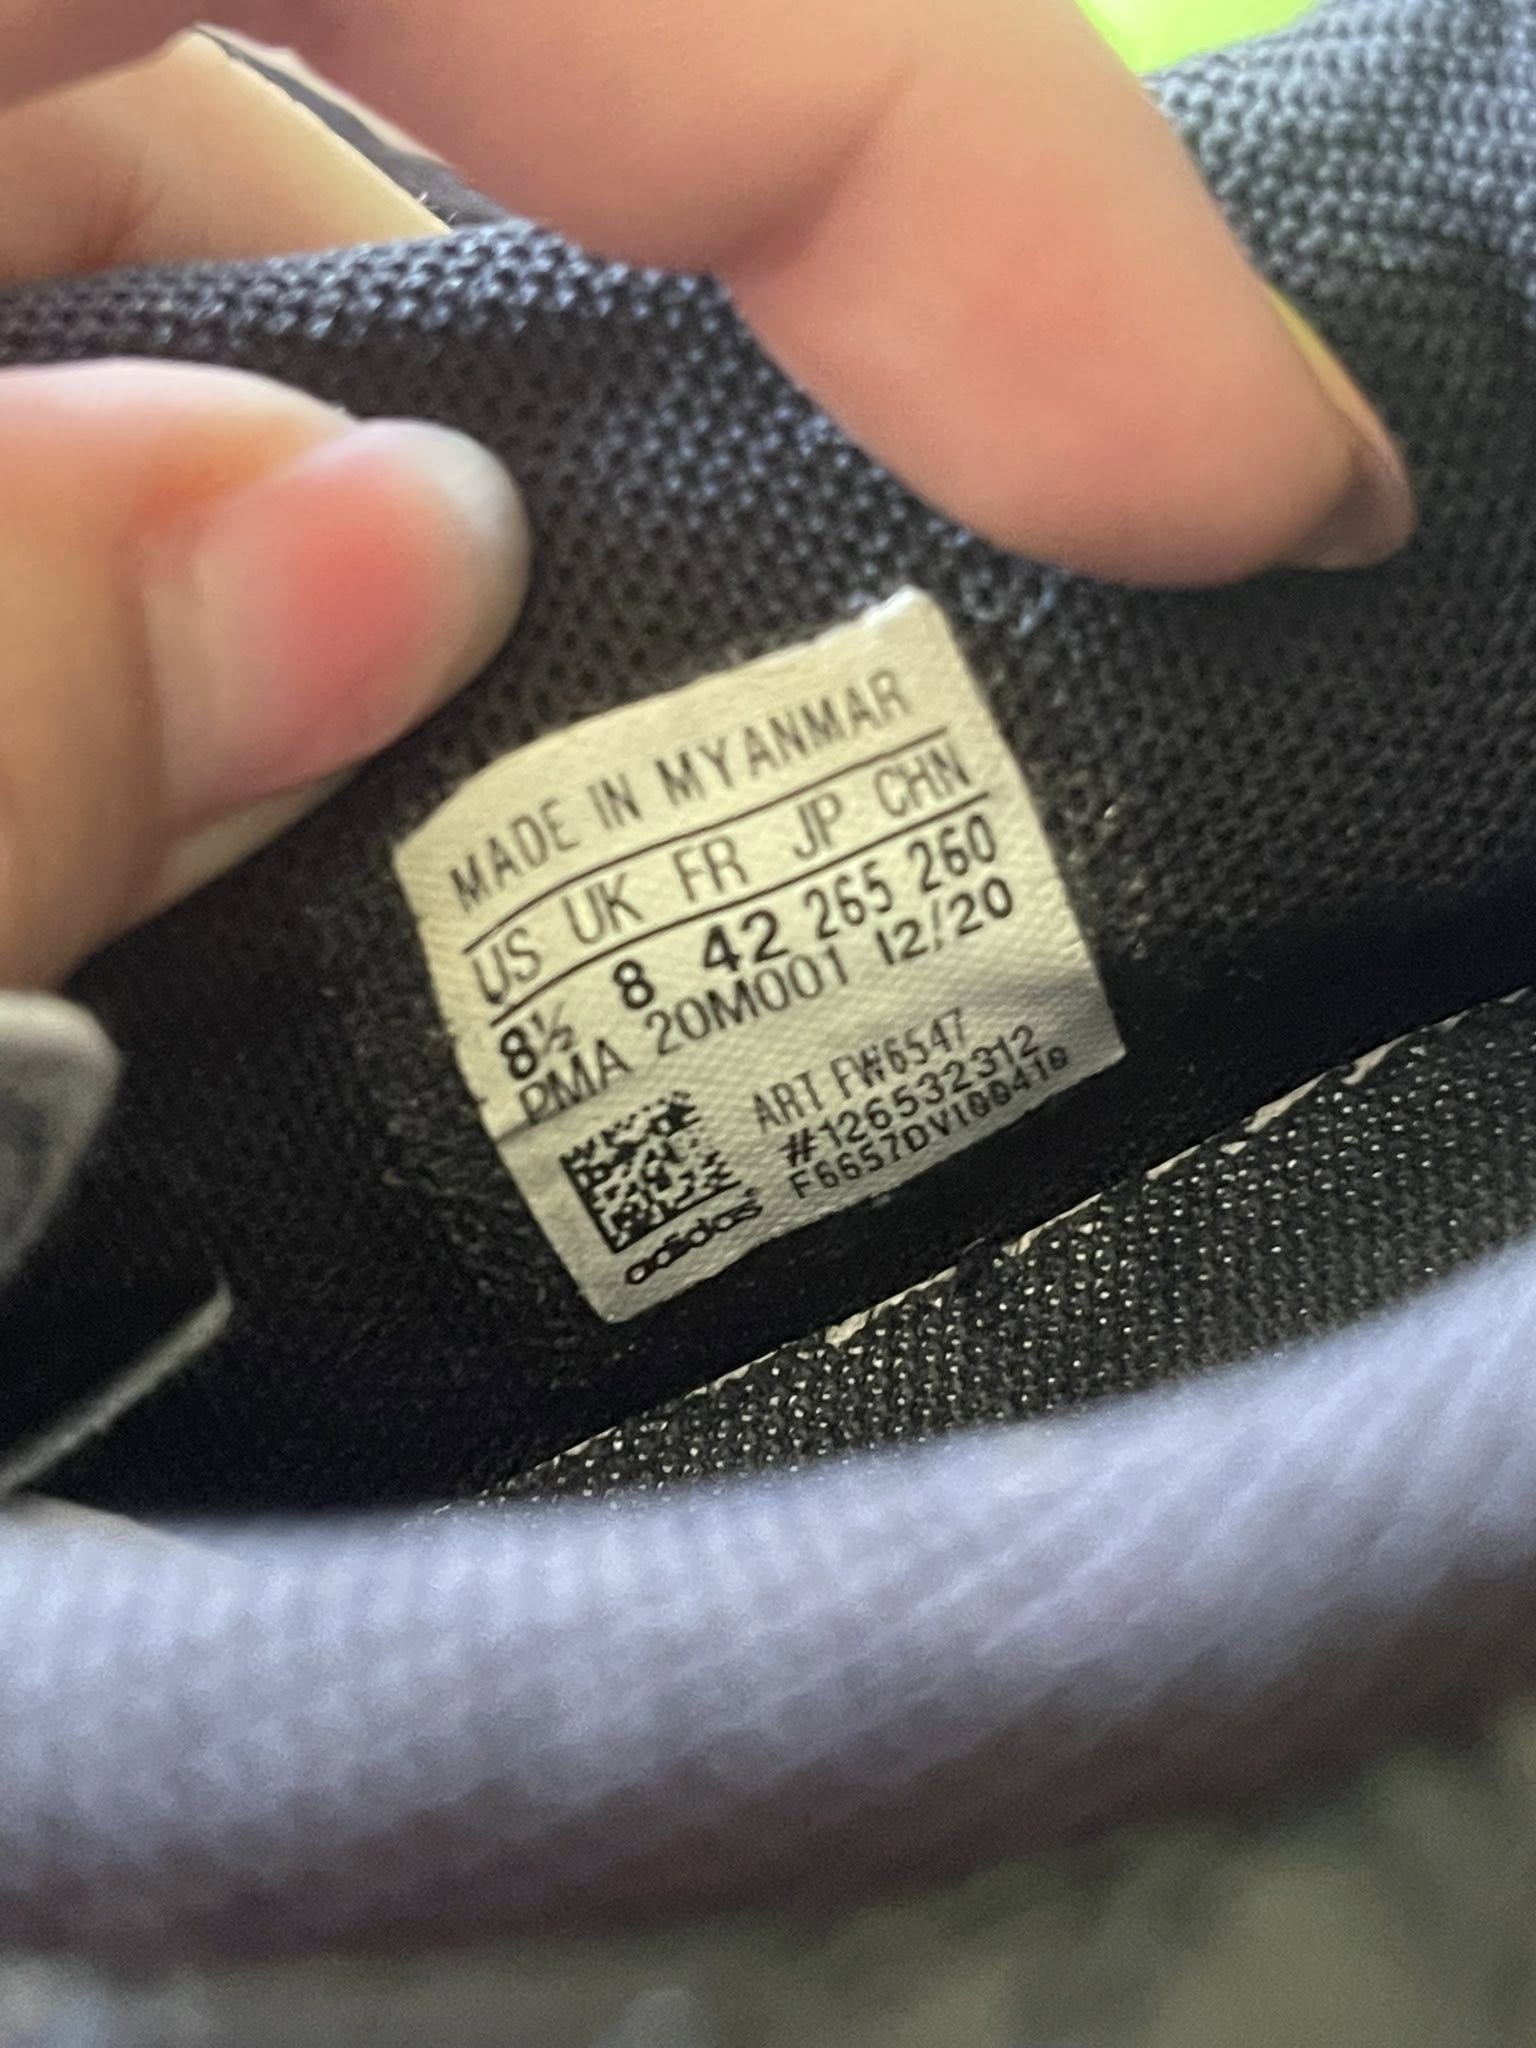 MADE IN MYANMAR
US UK FR JP CHN
8½ 8 42 265 260
PMA 20M001 12/20
ART FW6547
#126532312
F6657DV100410
adidas